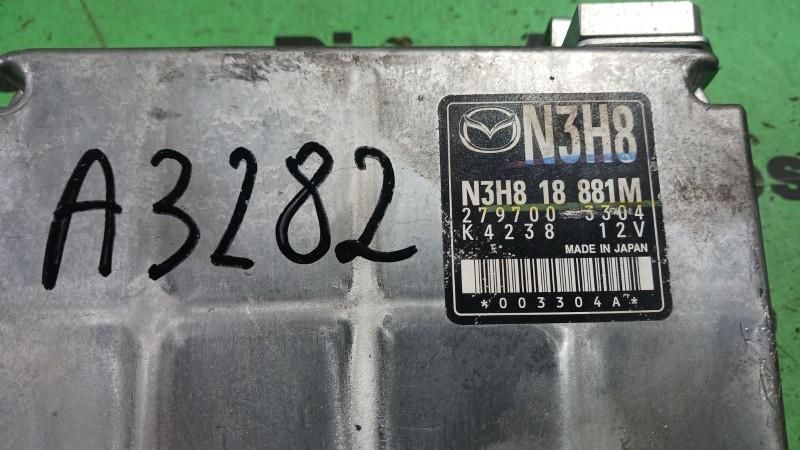 A3282
N3H8
N3H8 18 881M
279700-3304
K4238 12V
MADE IN JAPAN
*003304A*